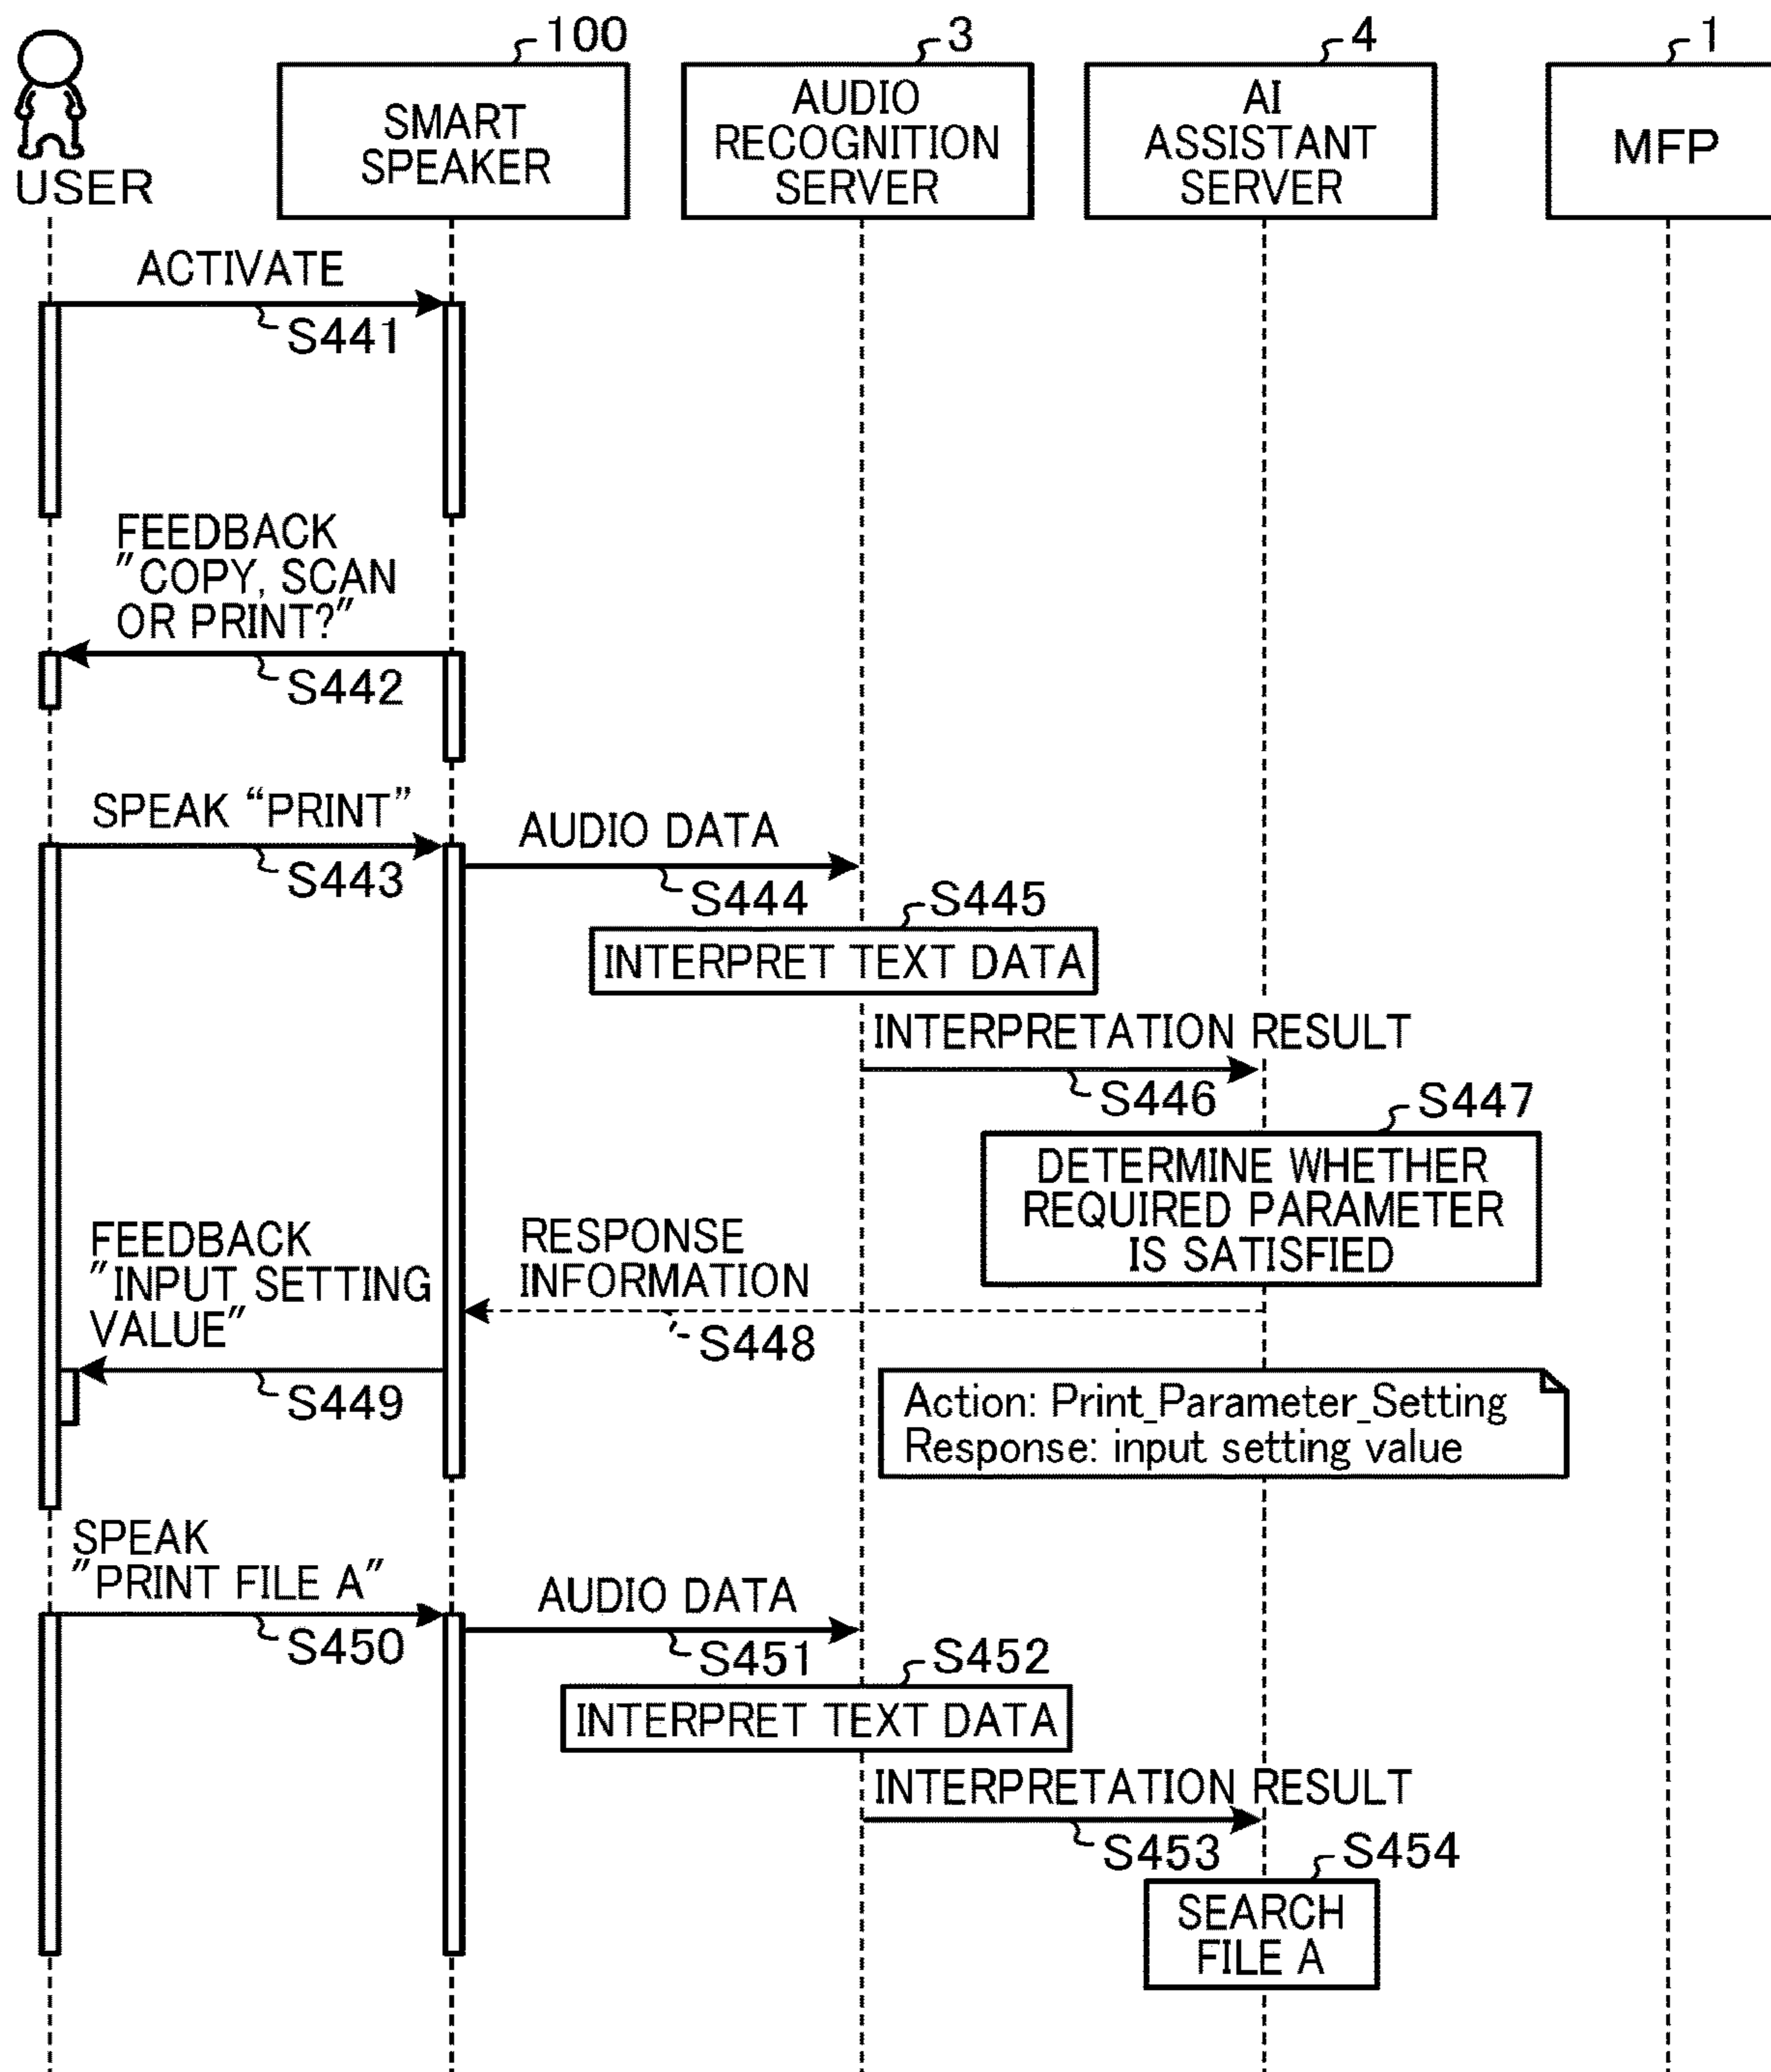 100
3
4
1
USER
SMART
SPEAKER
AUDIO
RECOGNITION
SERVER
AI
ASSISTANT
SERVER
MFP
ACTIVATE
S441
FEEDBACK
"COPY, SCAN
OR PRINT?"
S442
SPEAK “PRINT”
S443
AUDIO DATA
S444
S445
INTERPRET TEXT DATA
INTERPRETATION RESULT
S446
S447
DETERMINE WHETHER
REQUIRED PARAMETER
IS SATISFIED
RESPONSE
INFORMATION
S448
FEEDBACK
"INPUT SETTING
VALUE"
S449
Action: Print_Parameter_Setting
Response: input setting value
SPEAK
"PRINT FILE A"
S450
AUDIO DATA
S451
S452
INTERPRET TEXT DATA
INTERPRETATION RESULT
S453
S454
SEARCH
FILE A